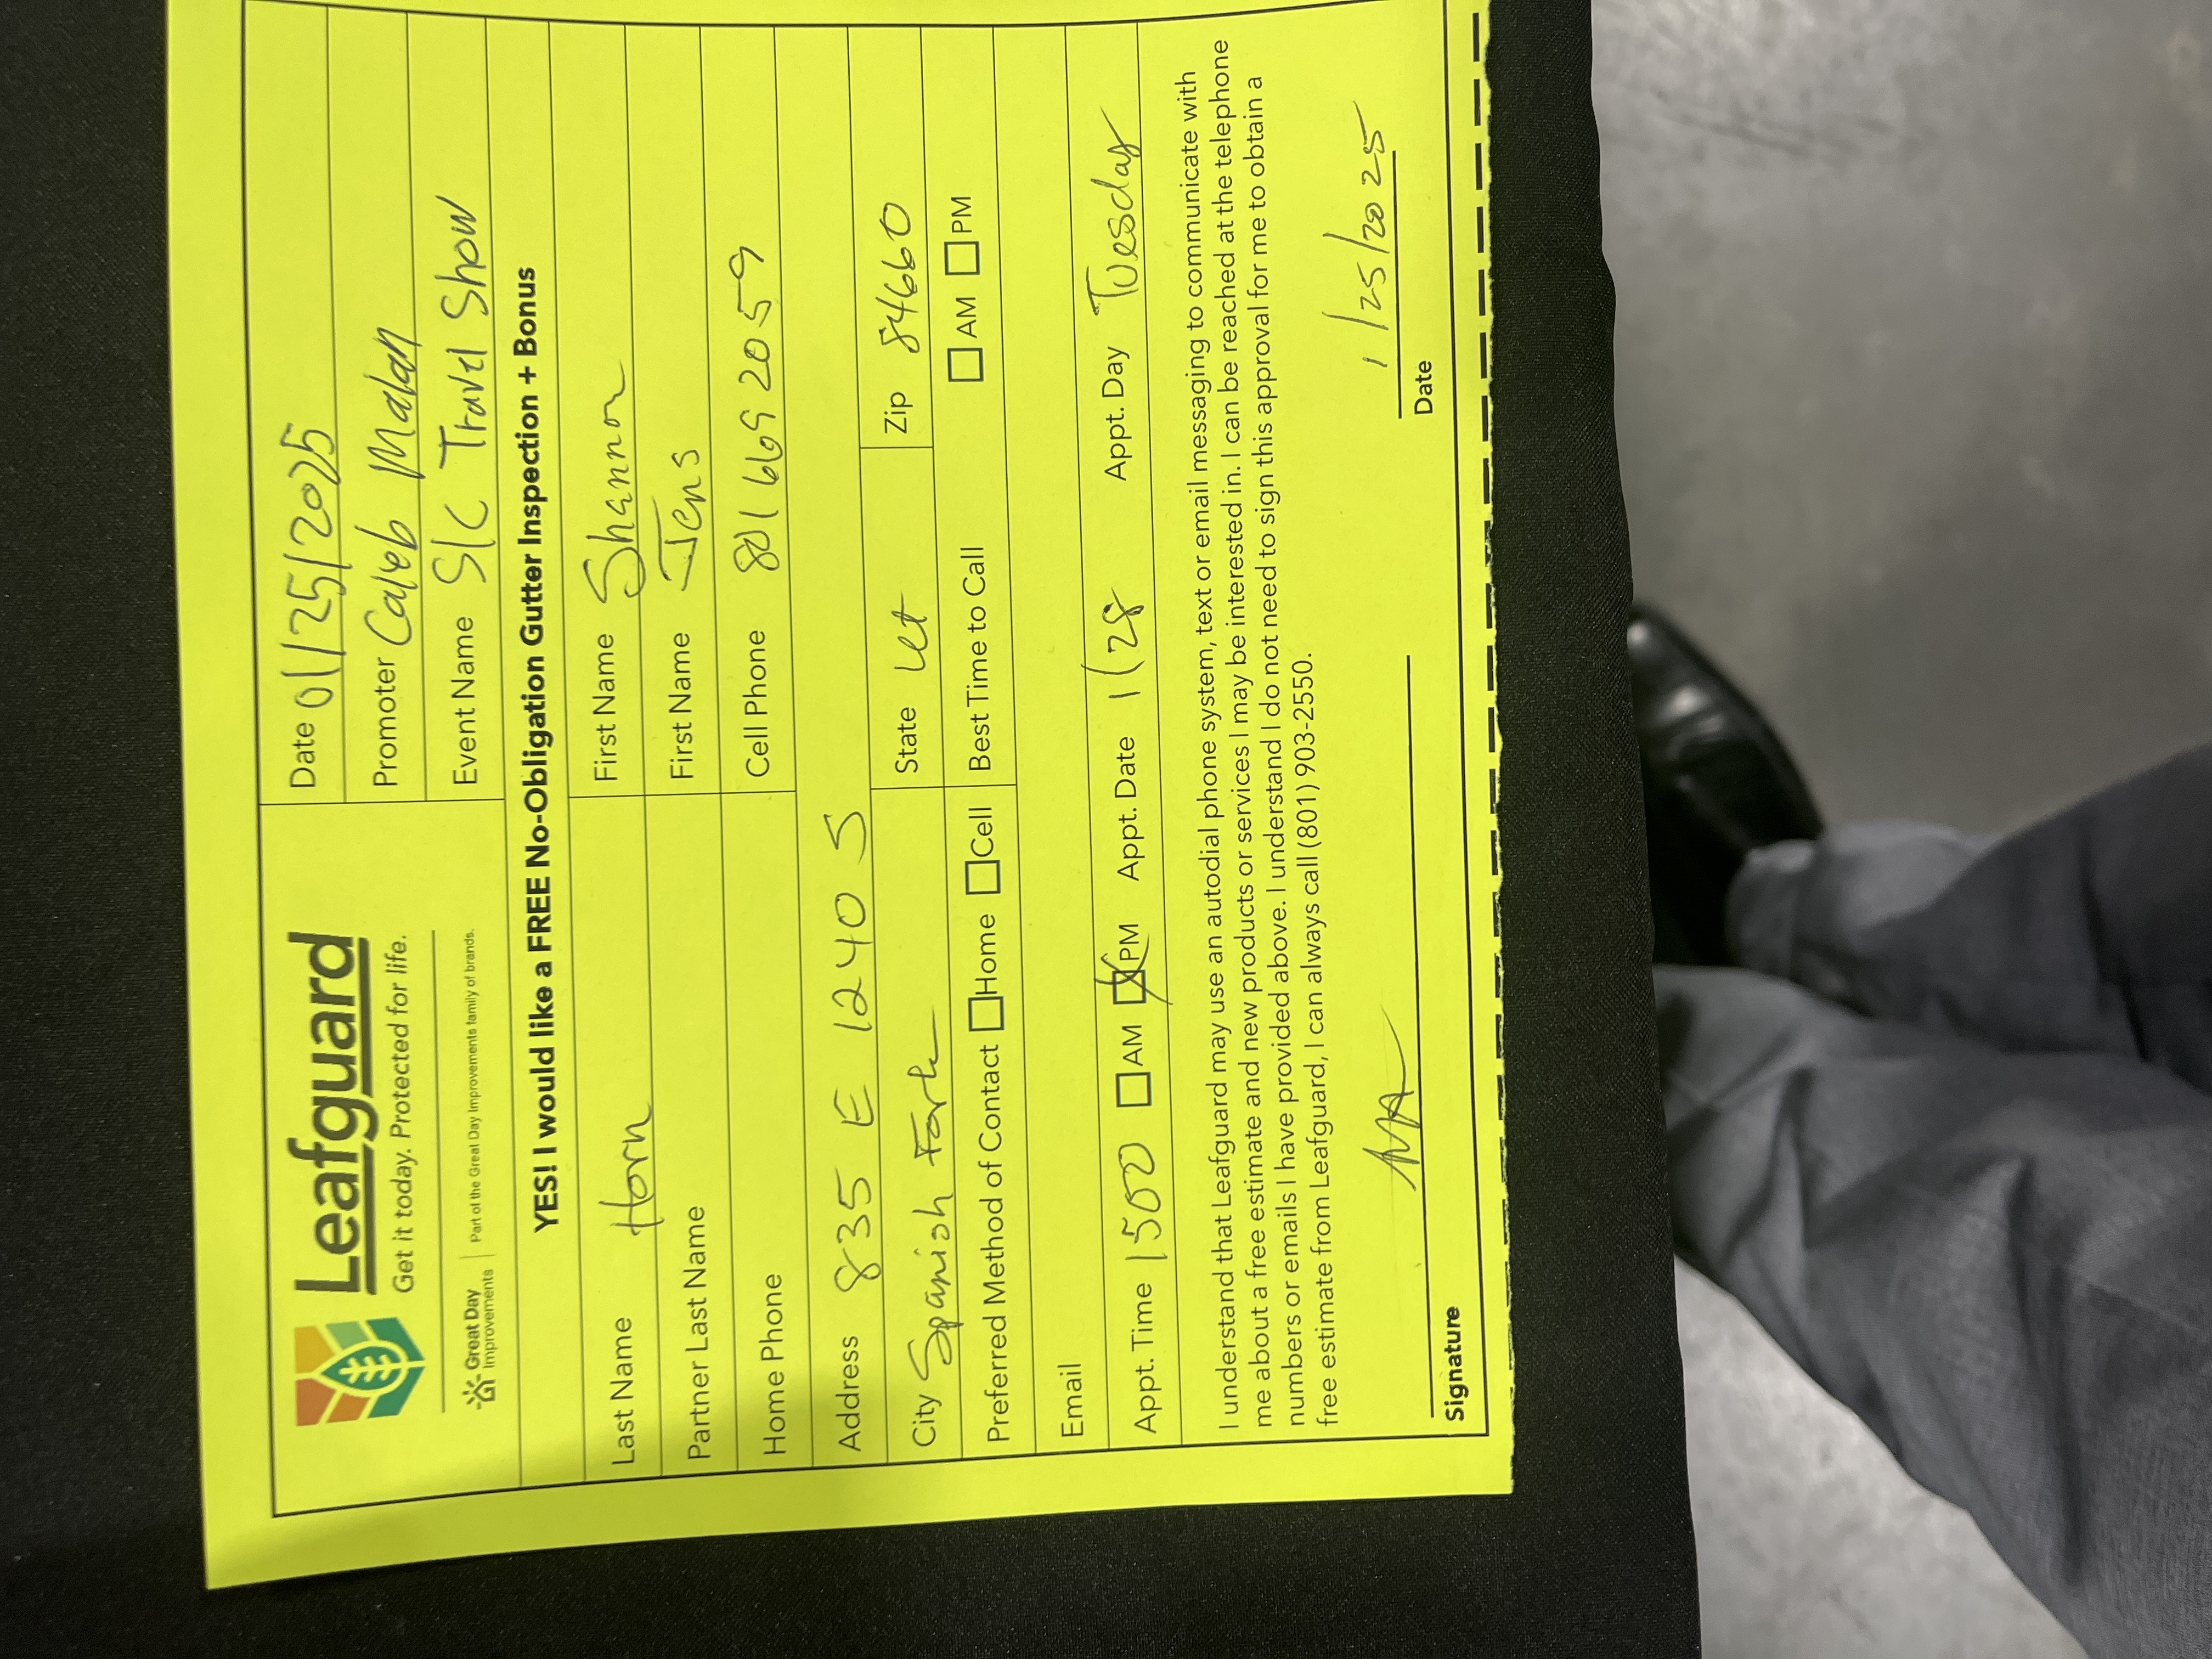 Leafguard
Get it today. Protected for life.
Great Day Improvements
Part of the Great Day Improvements family of brands.
Date 01/25/2025
Promoter Caleb Malan
Event Name SlC Travel Show
YES! I would like a FREE No-Obligation Gutter Inspection + Bonus
Last Name Horn First Name Shannon
Partner Last Name First Name Jens
Home Phone Cell Phone 801 669 2059
Address 835 E 1240 S
City Spanish Fork State Ut Zip 84660
Preferred Method of Contact Home Cell Best Time to Call AM PM
Email
Appt. Time 1500 AM PM Appt. Date 1/28 Appt. Day Tuesday
I understand that Leafguard may use an autodial phone system, text or email messaging to communicate with
me about a free estimate and new products or services I may be interested in. I can be reached at the telephone
numbers or emails I have provided above. I understand I do not need to sign this approval for me to obtain a
free estimate from Leafguard, I can always call (801) 903-2550.
1/25/2025
Signature Date